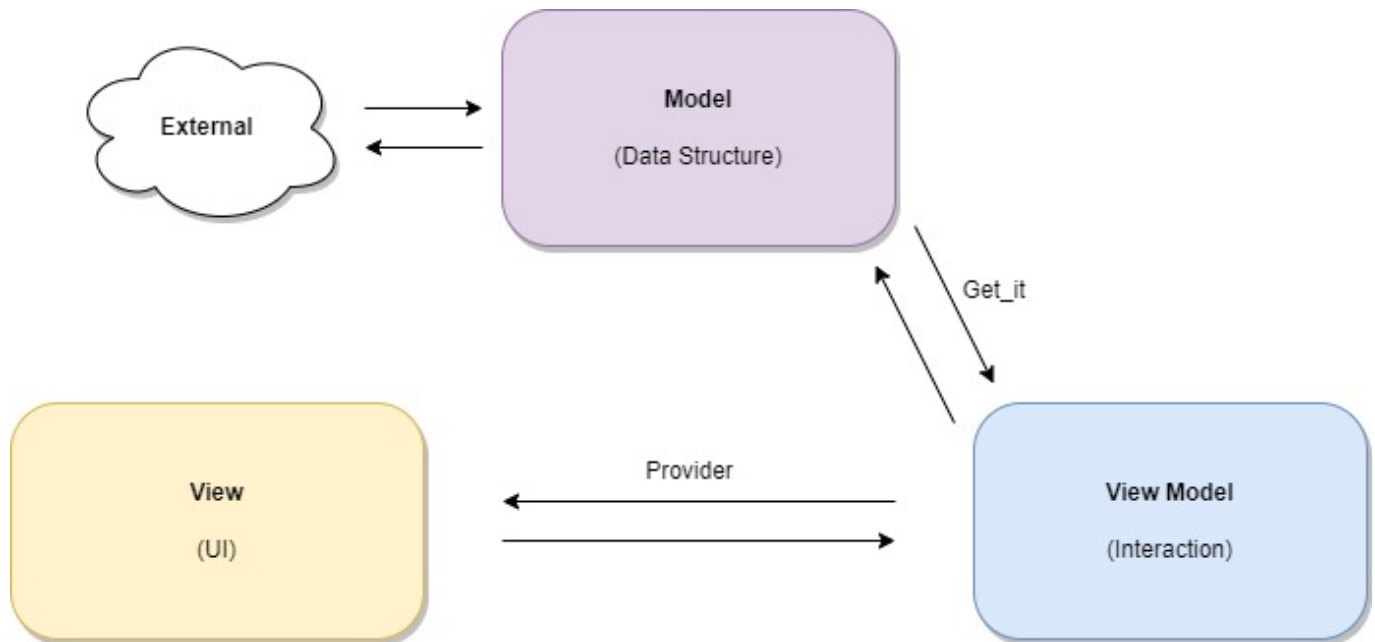 External
Model
(Data Structure)
Get_it
Provider
View
(UI)
View Model
(Interaction)